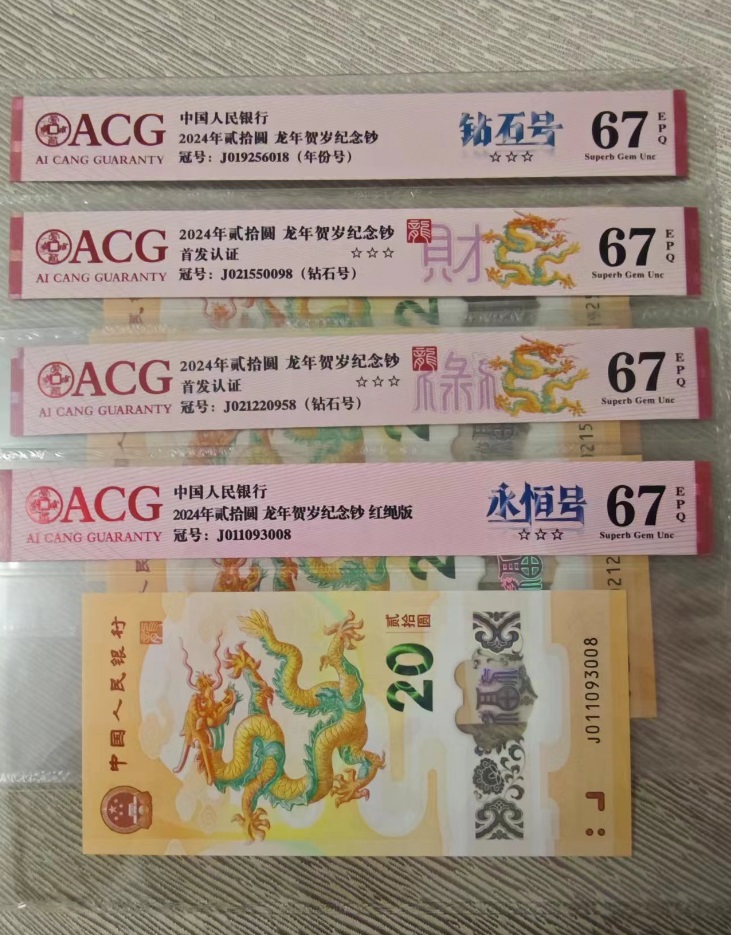 ACG
AI CANG GUARANTY
中国人民银行
2024年贰拾圆 龙年贺岁纪念钞
冠号：J019256018（年份号）
钻石号
☆☆☆
67
EPQ
Superb Gem Unc
ACG
AI CANG GUARANTY
2024年贰拾圆 龙年贺岁纪念钞
首发认证 ☆☆☆
冠号：J021550098（钻石号）
龍
財
67
EPQ
Superb Gem Unc
ACG
AI CANG GUARANTY
2024年贰拾圆 龙年贺岁纪念钞
首发认证 ☆☆☆
冠号：J021220958（钻石号）
龍
祿
67
EPQ
Superb Gem Unc
ACG
AI CANG GUARANTY
中国人民银行
2024年贰拾圆 龙年贺岁纪念钞 红绳版
冠号：J011093008
永恒号
☆☆☆
67
EPQ
Superb Gem Unc
中国人民银行
贰拾圆
20
福
J011093008